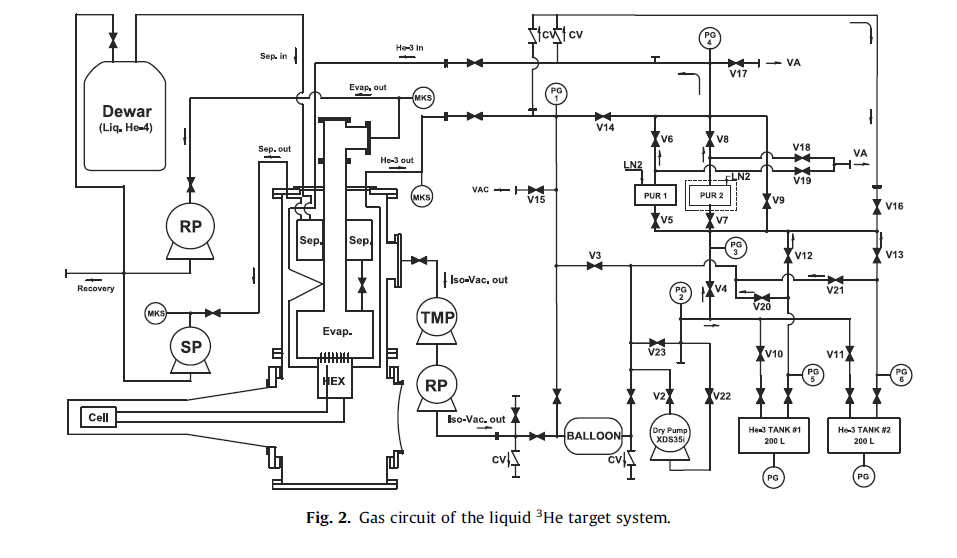 CV
CV
PG
4
Sep. in
He-3 in
V17
VA
Dewar
(Liq. He-4)
Evap. out
MKS
PG
1
V14
V6
V8
V18
VA
Sep. out
He-3 out
LN2
LN2
V19
VAC
V15
MKS
PUR 1
PUR 2
V9
V16
RP
V5
V7
Sep.
Sep.
PG
3
V12
V13
V3
Recovery
Iso-Vac. out
V21
PG
2
V4
V20
MKS
TMP
SP
Evap.
V23
V10
V11
HEX
RP
PG
5
PG
6
V2
V22
Cell
Iso-Vac. out
BALLOON
Dry Pump
XDS35i
He-3 TANK #1
200 L
He-3 TANK #2
200 L
CV
CV
PG
PG
Fig. 2. Gas circuit of the liquid ³He target system.